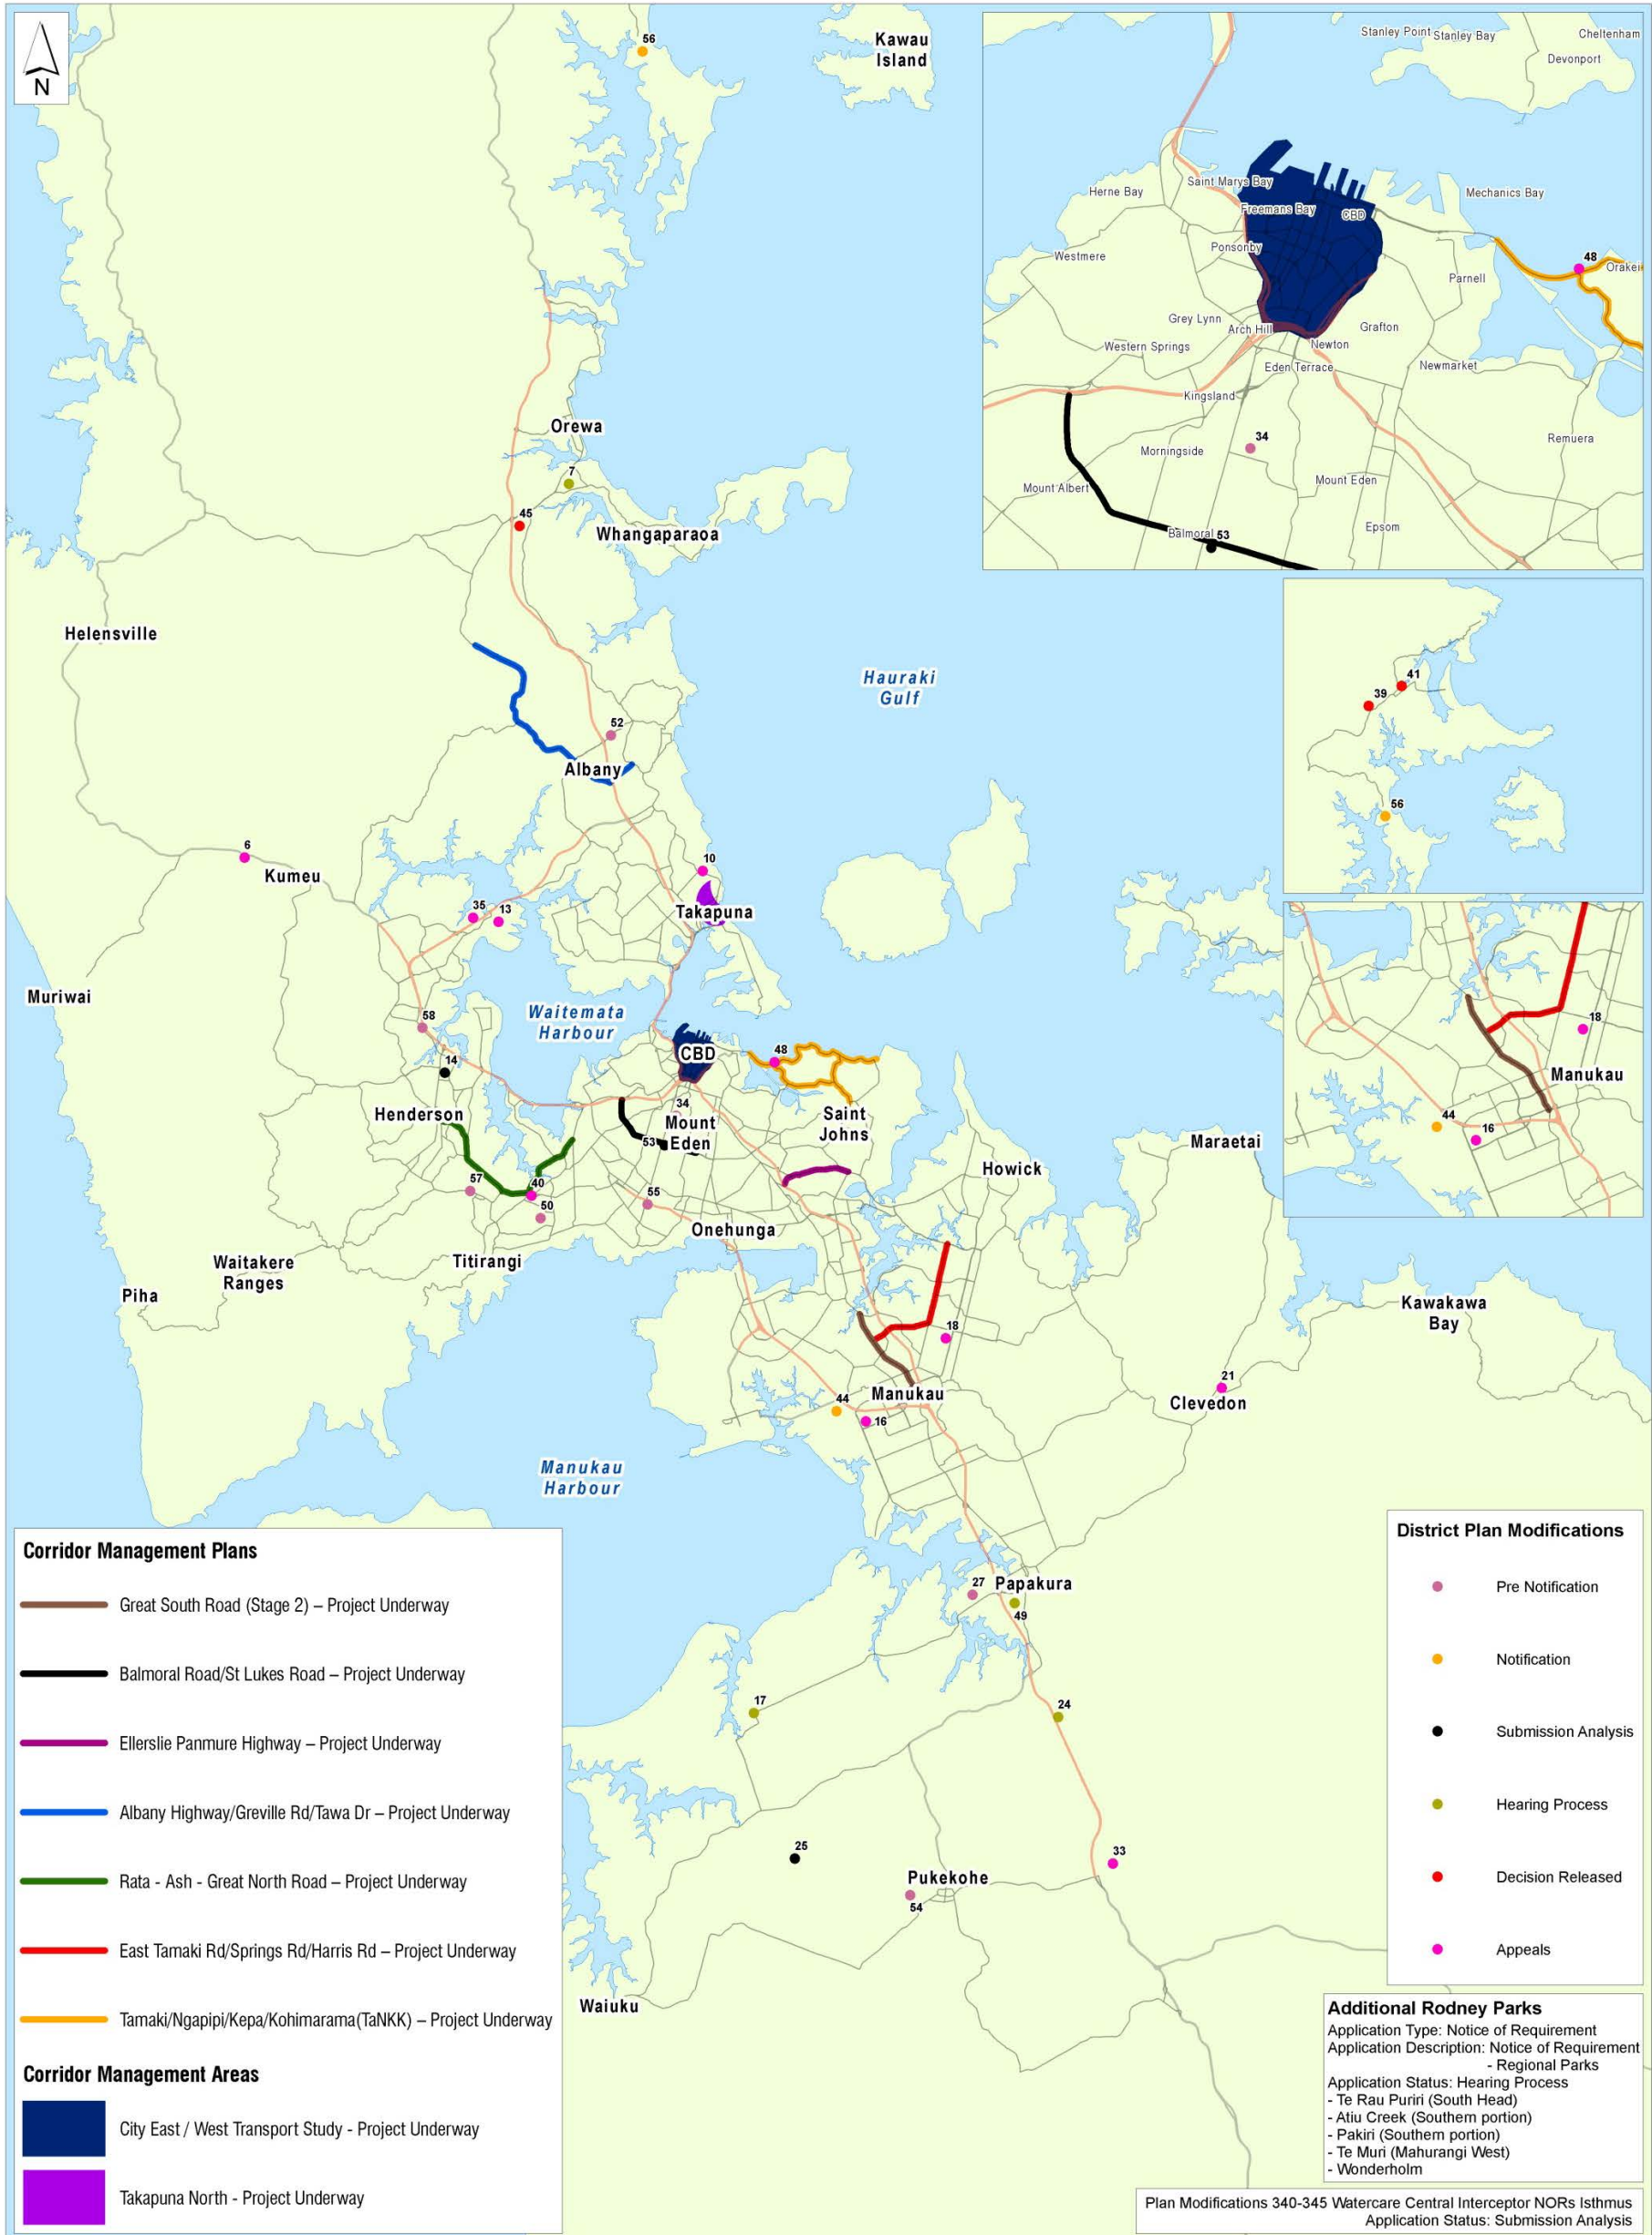 N
56
Kawau
Island
Orewa
7
45
Whangaparaoa
Helensville
Hauraki
Gulf
52
Albany
6
Kumeu
10
Takapuna
35
13
Muriwai
Waitemata
Harbour
58
14
CBD
48
Henderson
34
Mount
Eden
53
Saint
Johns
Maraetai
Howick
57
40
50
55
Onehunga
Waitakere
Ranges
Titirangi
Piha
Kawakawa
Bay
18
Manukau
21
Clevedon
44
16
Manukau
Harbour
27
Papakura
49
17
24
25
33
Pukekohe
54
Waiuku
Stanley Point
Stanley Bay
Cheltenham
Devonport
Saint Marys Bay
Herne Bay
Mechanics Bay
Freemans Bay
CBD
Ponsonby
Westmere
48
Orakei
Parnell
Grey Lynn
Arch Hill
Grafton
Western Springs
Newton
Eden Terrace
Newmarket
Kingsland
34
Remuera
Morningside
Mount Albert
Mount Eden
Balmoral
53
Epsom
41
39
56
18
Manukau
44
16
Corridor Management Plans
Great South Road (Stage 2) – Project Underway
Balmoral Road/St Lukes Road – Project Underway
Ellerslie Panmure Highway – Project Underway
Albany Highway/Greville Rd/Tawa Dr – Project Underway
Rata - Ash - Great North Road – Project Underway
East Tamaki Rd/Springs Rd/Harris Rd – Project Underway
Tamaki/Ngapipi/Kepa/Kohimarama(TaNKK) – Project Underway
Corridor Management Areas
City East / West Transport Study - Project Underway
Takapuna North - Project Underway
District Plan Modifications
Pre Notification
Notification
Submission Analysis
Hearing Process
Decision Released
Appeals
Additional Rodney Parks
Application Type: Notice of Requirement
Application Description: Notice of Requirement
- Regional Parks
Application Status: Hearing Process
- Te Rau Puriri (South Head)
- Atiu Creek (Southern portion)
- Pakiri (Southern portion)
- Te Muri (Mahurangi West)
- Wonderholm
Plan Modifications 340-345 Watercare Central Interceptor NORs Isthmus
Application Status: Submission Analysis